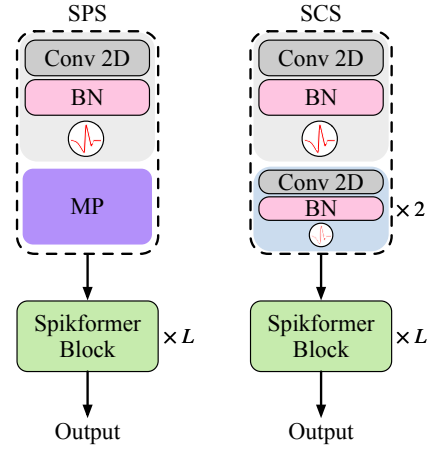 SPS
Conv 2D
BN
MP
Spikformer
Block
× L
Output
SCS
Conv 2D
BN
Conv 2D
BN
× 2
Spikformer
Block
× L
Output